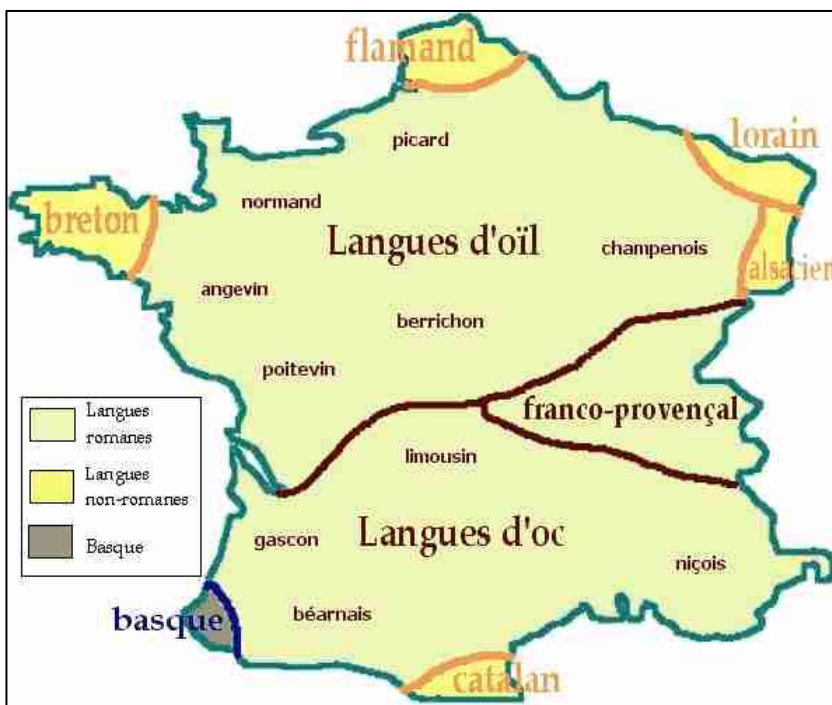 flamand
lorain
picard
breton
normand
Langues d'oïl
champenois
alsacien
angevin
berrichon
poitevin
franco-provençal
limousin
Langues
romanes
Langues
non-romanes
Basque
gascon
Langues d'oc
niçois
basque
béarnais
catalan